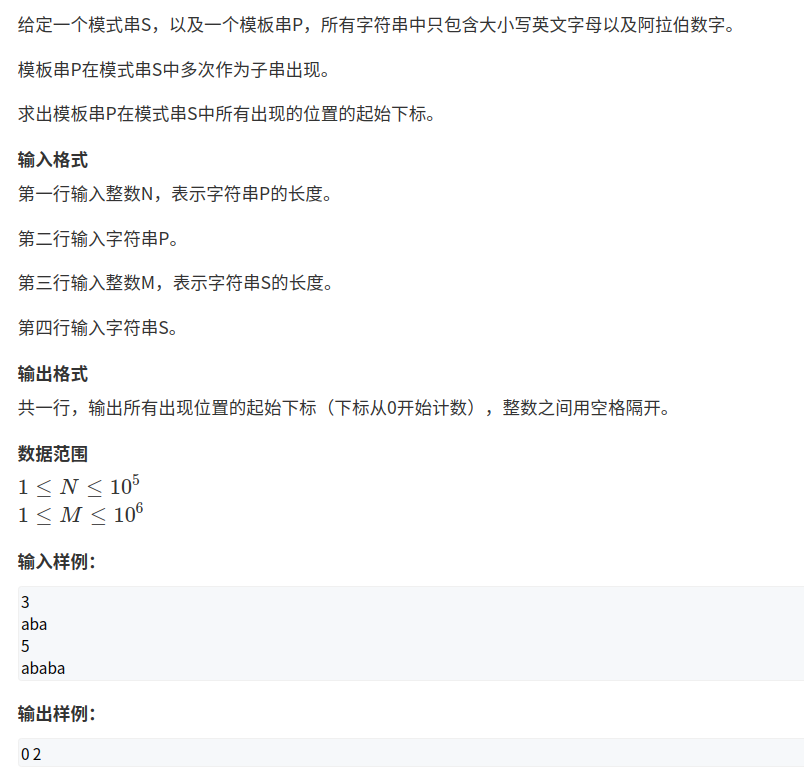 给定一个模式串S，以及一个模板串P，所有字符串中只包含大小写英文字母以及阿拉伯数字。
模板串P在模式串S中多次作为子串出现。
求出模板串P在模式串S中所有出现的位置的起始下标。
输入格式
第一行输入整数N，表示字符串P的长度。
第二行输入字符串P。
第三行输入整数M，表示字符串S的长度。
第四行输入字符串S。
输出格式
共一行，输出所有出现位置的起始下标（下标从0开始计数），整数之间用空格隔开。
数据范围
1 ≤ N ≤ 10⁵
1 ≤ M ≤ 10⁶
输入样例：
3
aba
5
ababa
输出样例：
0 2